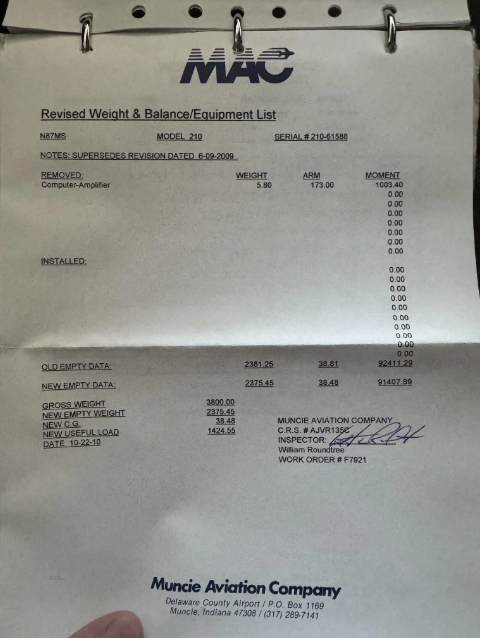 MAC
Revised Weight & Balance/Equipment List
N87MS MODEL 210 SERIAL # 210-61588
NOTES: SUPERSEDES REVISION DATED 6-09-2009
REMOVED: WEIGHT ARM MOMENT
Computer-Amplifier 5.80 173.00 1003.40
0.00
0.00
0.00
0.00
0.00
0.00
0.00
INSTALLED:
0.00
0.00
0.00
0.00
0.00
0.00
0.00
0.00
0.00
0.00
OLD EMPTY DATA: 2381.25 38.81 92411.29
NEW EMPTY DATA: 2375.45 38.48 91407.89
GROSS WEIGHT 3800.00
NEW EMPTY WEIGHT 2375.45
NEW C.G. 38.48
NEW USEFUL LOAD 1424.55
DATE 10-22-10
MUNCIE AVIATION COMPANY
C.R.S. # AJVR135C
INSPECTOR:
William Roundtree
WORK ORDER # F7921
Muncie Aviation Company
Delaware County Airport / P.O. Box 1169
Muncie, Indiana 47308 / (317) 289-7141